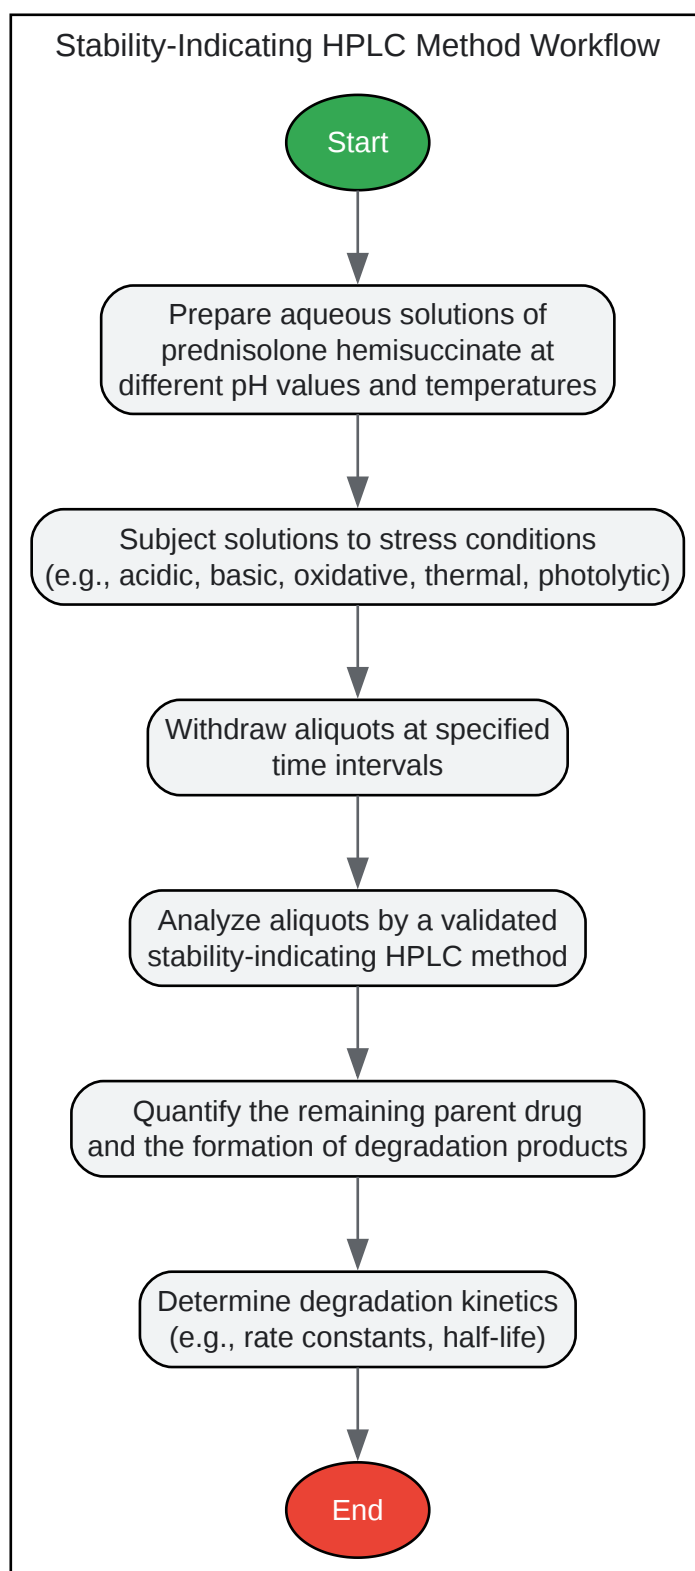 Stability-Indicating HPLC Method Workflow
Start
Prepare aqueous solutions of
prednisolone hemisuccinate at
different pH values and temperatures
Subject solutions to stress conditions
(e.g., acidic, basic, oxidative, thermal, photolytic)
Withdraw aliquots at specified
time intervals
Analyze aliquots by a validated
stability-indicating HPLC method
Quantify the remaining parent drug
and the formation of degradation products
Determine degradation kinetics
(e.g., rate constants, half-life)
End